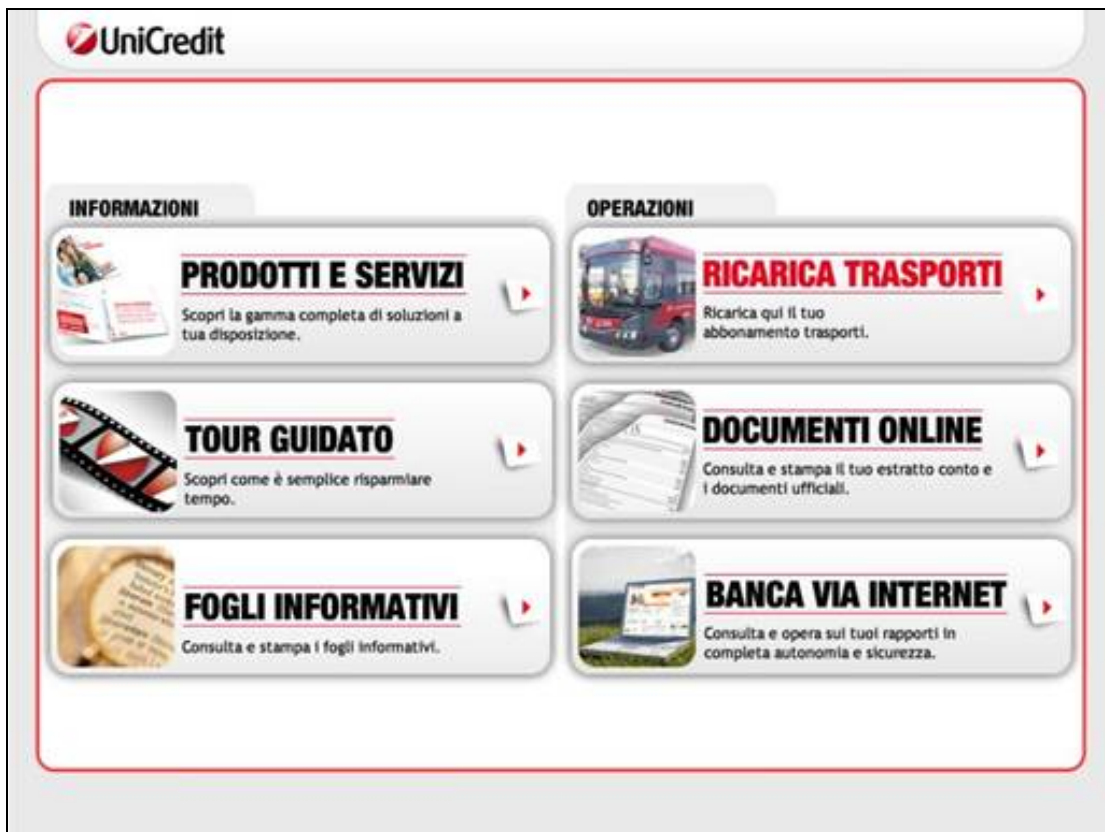 UniCredit
INFORMAZIONI
PRODOTTI E SERVIZI
Scopri la gamma completa di soluzioni a
tua disposizione.
TOUR GUIDATO
Scopri come è semplice risparmiare
tempo.
FOGLI INFORMATIVI
Consulta e stampa i fogli informativi.
OPERAZIONI
RICARICA TRASPORTI
Ricarica qui il tuo
abbonamento trasporti.
DOCUMENTI ONLINE
Consulta e stampa il tuo estratto conto e
i documenti ufficiali.
BANCA VIA INTERNET
Consulta e opera sui tuoi rapporti in
completa autonomia e sicurezza.